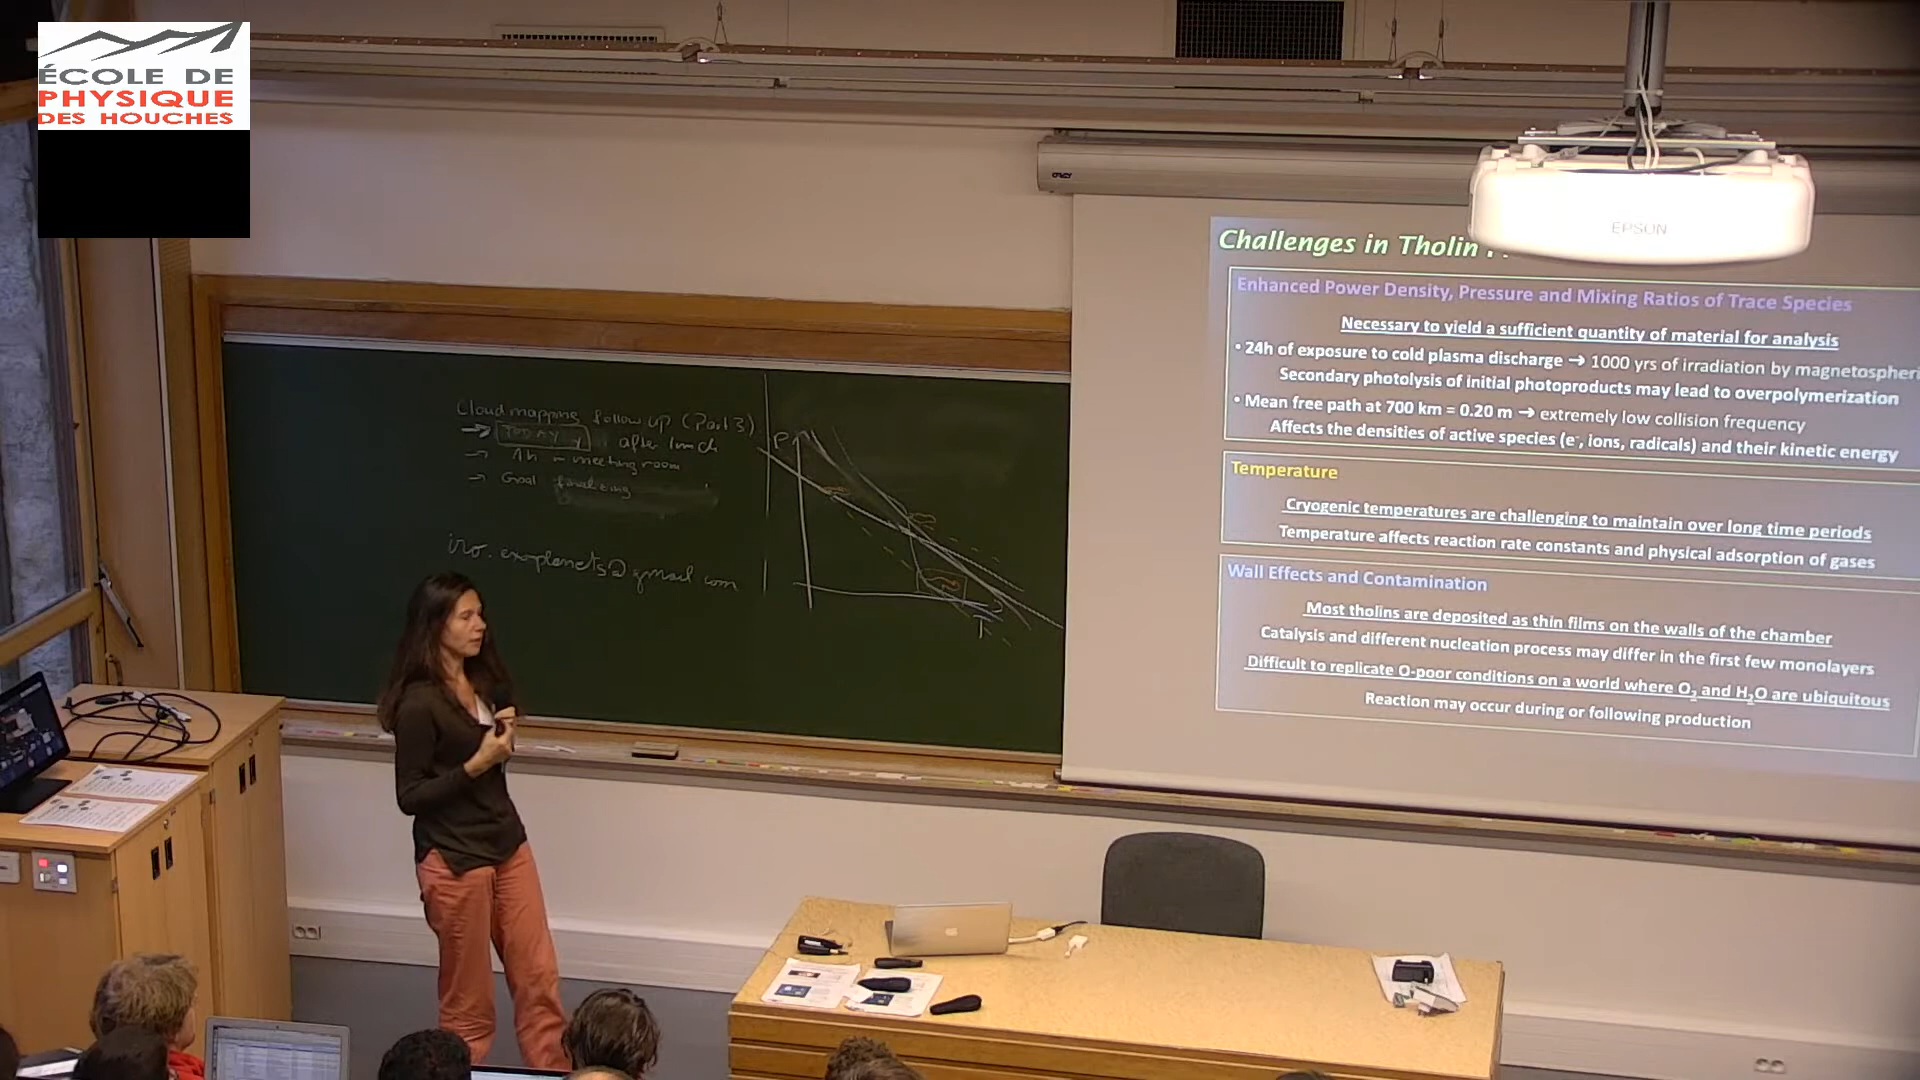 ÉCOLE DE
PHYSIQUE
DES HOUCHES
EPSON
Cloud mapping follow up (Part 3)
→ TODAY after lunch
→ 1h in meeting room
→ Goal finalizing
iro.exoplanets@gmail.com
P
T
Challenges in Tholin
Enhanced Power Density, Pressure and Mixing Ratios of Trace Species
Necessary to yield a sufficient quantity of material for analysis
• 24h of exposure to cold plasma discharge → 1000 yrs of irradiation by magnetospheri
Secondary photolysis of initial photoproducts may lead to overpolymerization
• Mean free path at 700 km = 0.20 m → extremely low collision frequency
Affects the densities of active species (e⁻, ions, radicals) and their kinetic energy
Temperature
Cryogenic temperatures are challenging to maintain over long time periods
Temperature affects reaction rate constants and physical adsorption of gases
Wall Effects and Contamination
Most tholins are deposited as thin films on the walls of the chamber
Catalysis and different nucleation process may differ in the first few monolayers
Difficult to replicate O-poor conditions on a world where O₂ and H₂O are ubiquitous
Reaction may occur during or following production